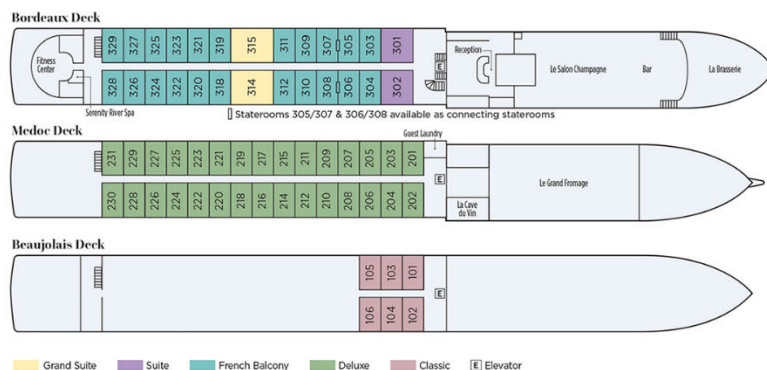 Bordeaux Deck
329 327 325 323 321 319 315 311 309 307 305 303 301
Fitness
Center
Reception
Le Salon Champagne
Bar
La Brasserie
E
328 326 324 322 320 318 314 312 310 308 306 304 302
Serenity River Spa
Staterooms 305/307 & 306/308 available as connecting staterooms
Medoc Deck
Guest Laundry
231 229 227 225 223 221 219 217 215 211 209 207 205 203 201
E
Le Grand Fromage
230 228 226 224 222 220 218 216 214 212 210 208 206 204 202
La Cave
du Vin
Beaujolais Deck
105 103 101
E
106 104 102
Grand Suite
Suite
French Balcony
Deluxe
Classic
E Elevator